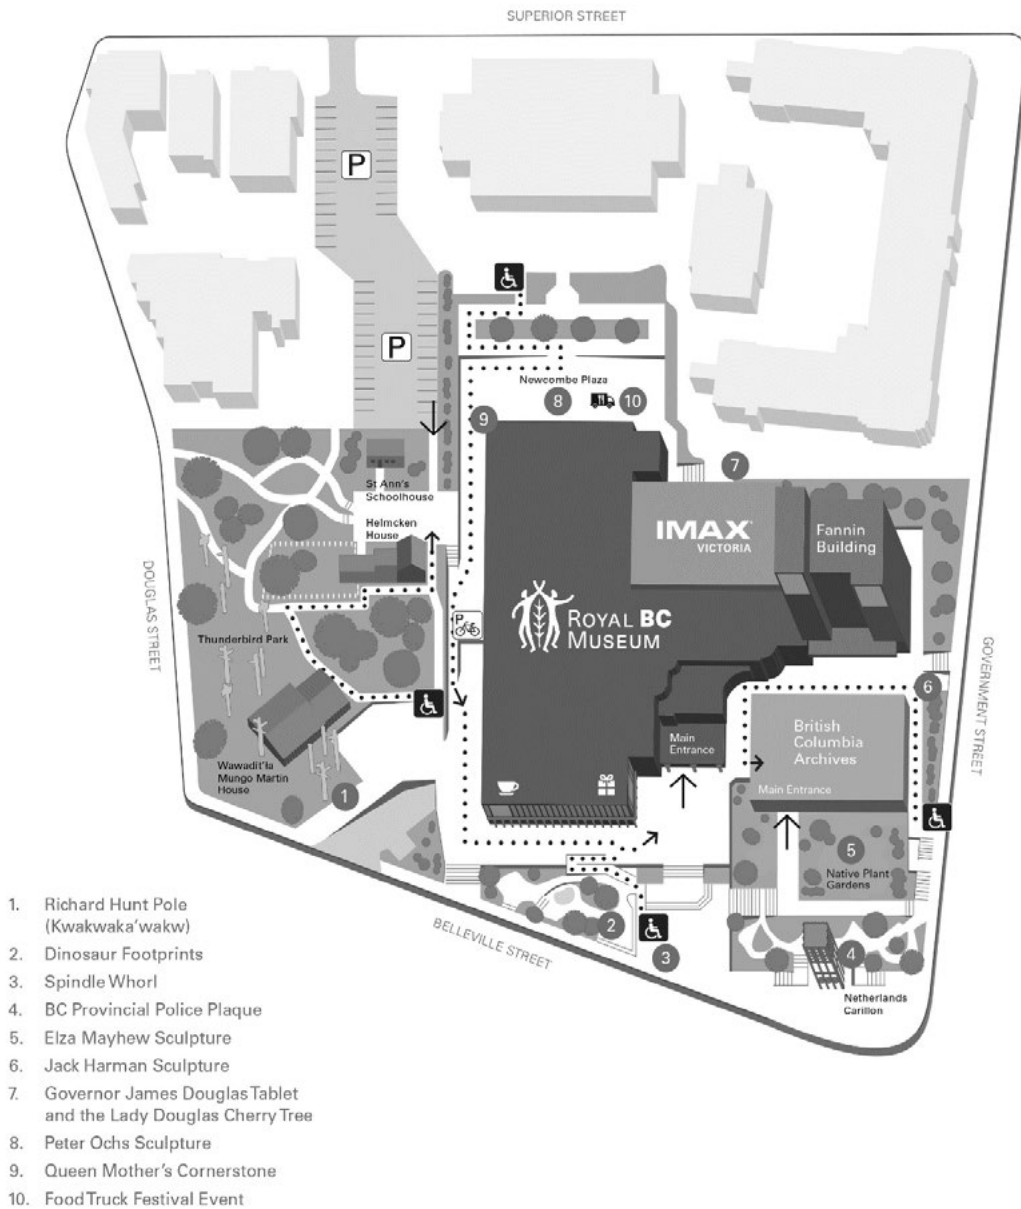 SUPERIOR STREET
P
P
Newcombe Plaza
8
10
9
7
St Ann's
Schoolhouse
Helmcken
House
IMAX
VICTORIA
Fannin
Building
DOUGLAS STREET
Thunderbird Park
P
ROYAL BC
MUSEUM
GOVERNMENT STREET
6
Main
Entrance
British
Columbia
Archives
Main Entrance
Wawadit'la
Mungo Martin
House
1
5
Native Plant
Gardens
2
3
4
BELLEVILLE STREET
Netherlands
Carillon
1. Richard Hunt Pole
(Kwakwaka'wakw)
2. Dinosaur Footprints
3. Spindle Whorl
4. BC Provincial Police Plaque
5. Elza Mayhew Sculpture
6. Jack Harman Sculpture
7. Governor James Douglas Tablet
and the Lady Douglas Cherry Tree
8. Peter Ochs Sculpture
9. Queen Mother's Cornerstone
10. Food Truck Festival Event